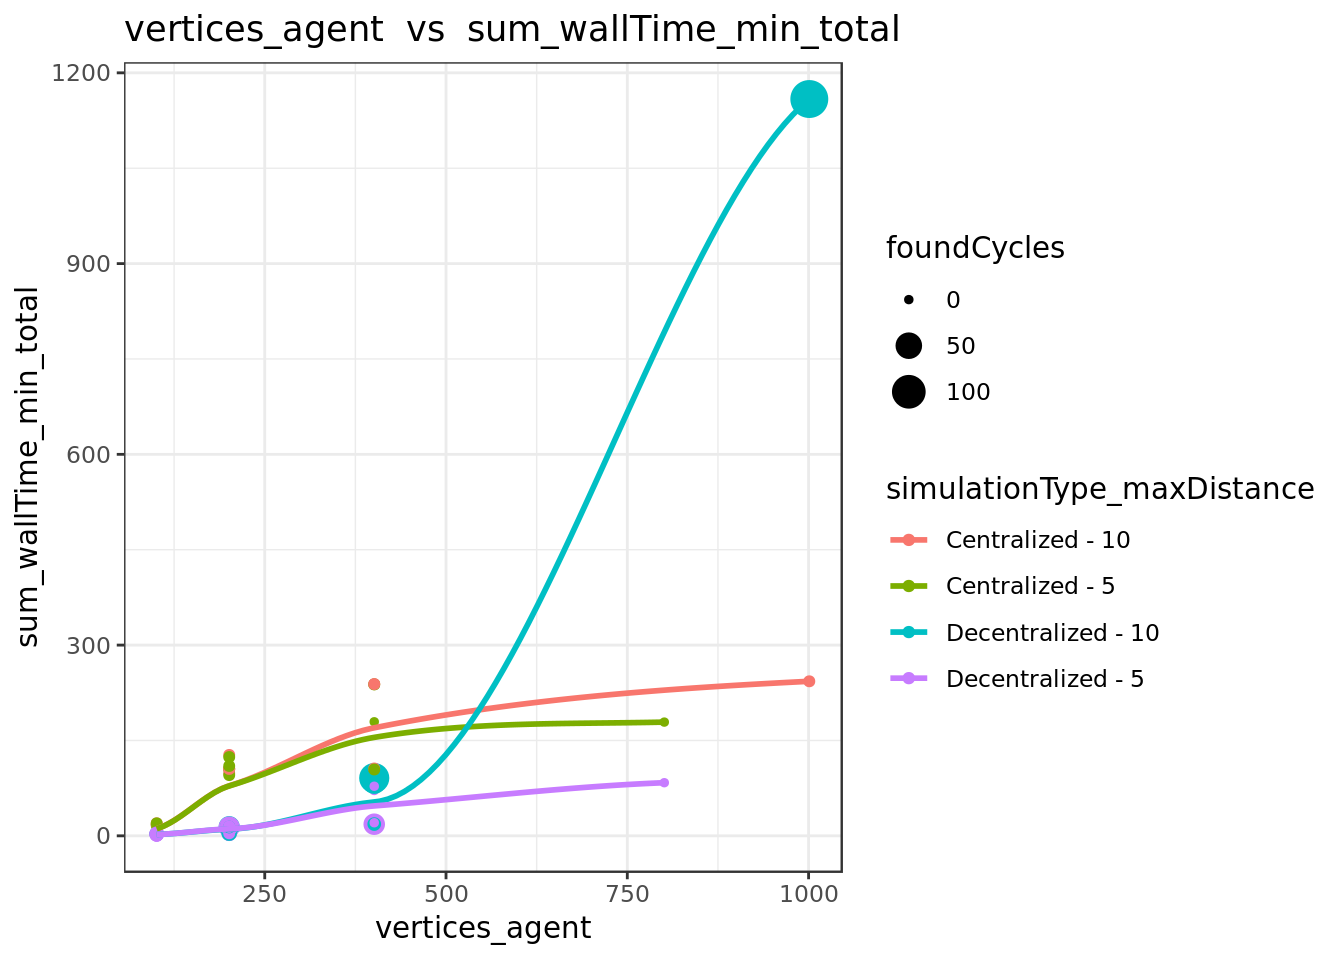 vertices_agent vs sum_wallTime_min_total
sum_wallTime_min_total
1200
900
600
300
0
250 500 750 1000
vertices_agent
foundCycles
0
50
100
simulationType_maxDistance
Centralized - 10
Centralized - 5
Decentralized - 10
Decentralized - 5